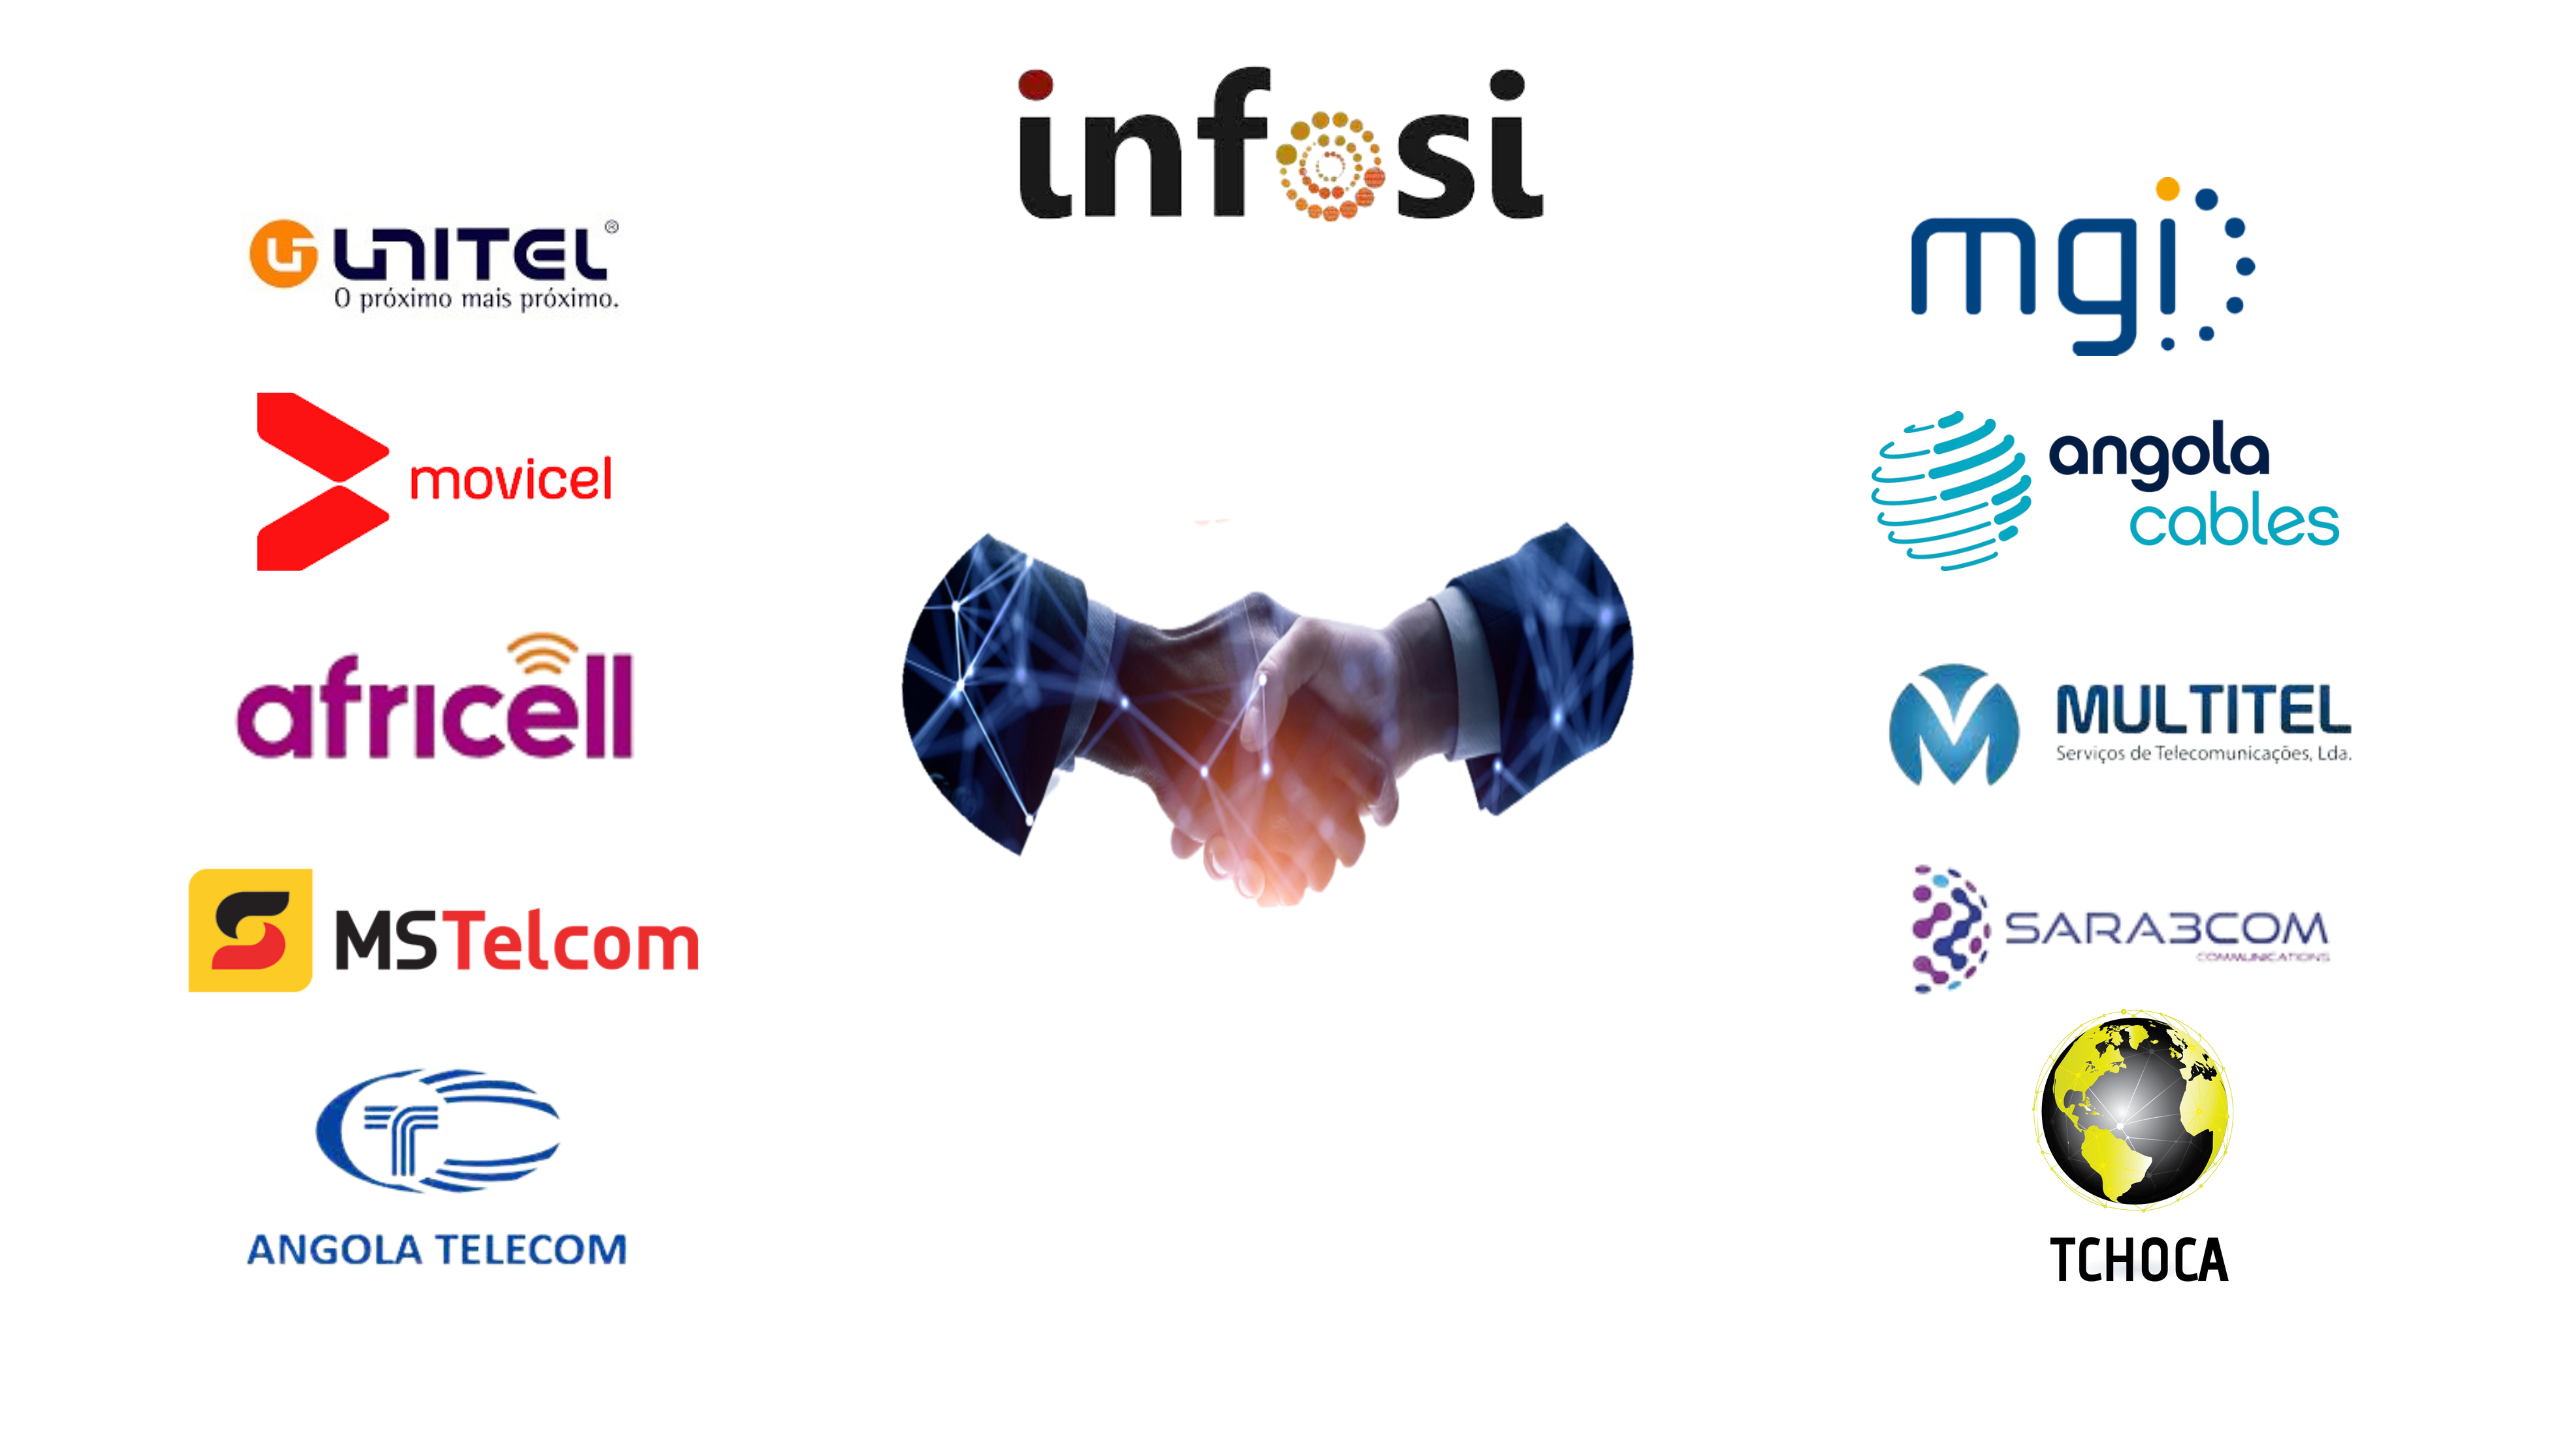 infosi
UNITEL®
O próximo mais próximo.
movicel
africell
MSTelcom
ANGOLA TELECOM
mgi
angola
cables
MULTITEL
Serviços de Telecomunicações, Lda.
SARA3COM
COMMUNICATIONS
TCHOCA